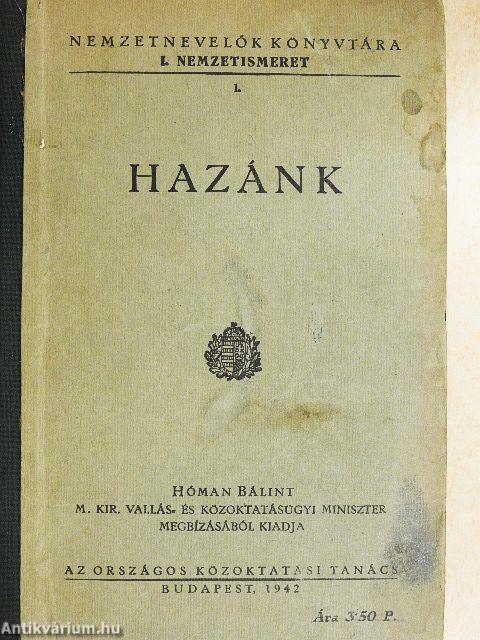 NEMZETNEVELŐK KÖNYVTÁRA
I. NEMZETISMERET
1.
HAZÁNK
HÓMAN BÁLINT
M. KIR. VALLÁS- ÉS KÖZOKTATÁSÜGYI MINISZTER
MEGBÍZÁSÁBÓL KIADJA
AZ ORSZÁGOS KÖZOKTATÁSI TANÁCS
BUDAPEST, 1942
Ára 3·50 P.
Antikvárium.hu